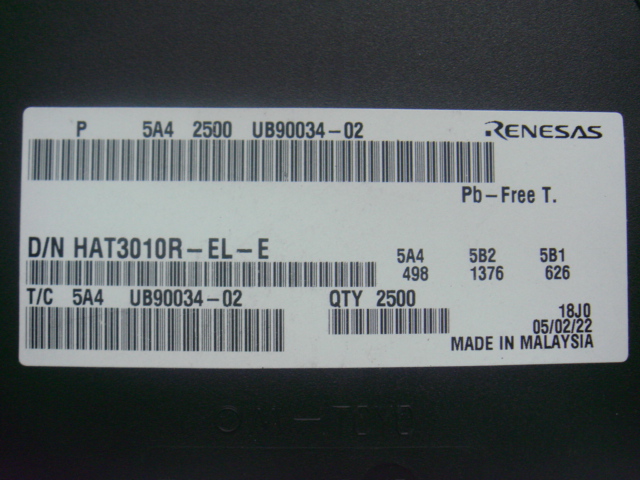 P 5A4 2500 UB90034-02
RENESAS
Pb-Free T.
D/N HAT3010R-EL-E
5A4 5B2 5B1
498 1376 626
T/C 5A4 UB90034-02
QTY 2500
18J0
05/02/22
MADE IN MALAYSIA